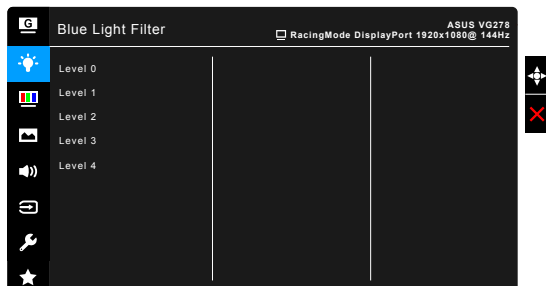 G
Blue Light Filter
ASUS VG278
RacingMode DisplayPort 1920x1080@ 144Hz
Level 0
Level 1
Level 2
Level 3
Level 4